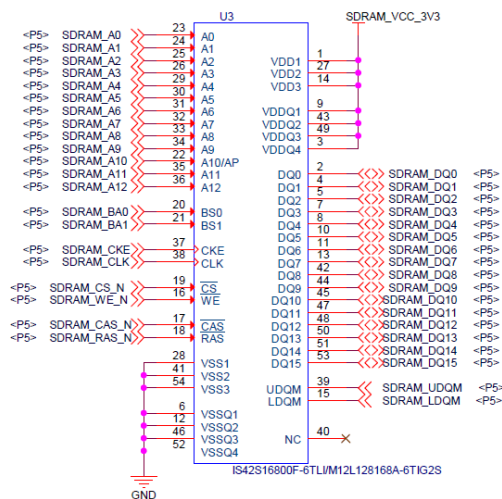 U3
SDRAM_VCC_3V3
<P5> SDRAM_A0 23 A0
<P5> SDRAM_A1 24 A1
<P5> SDRAM_A2 25 A2
<P5> SDRAM_A3 26 A3
<P5> SDRAM_A4 29 A4
<P5> SDRAM_A5 30 A5
<P5> SDRAM_A6 31 A6
<P5> SDRAM_A7 32 A7
<P5> SDRAM_A8 33 A8
<P5> SDRAM_A9 34 A9
<P5> SDRAM_A10 22 A10/AP
<P5> SDRAM_A11 35 A11
<P5> SDRAM_A12 36 A12
<P5> SDRAM_BA0 20 BS0
<P5> SDRAM_BA1 21 BS1
<P5> SDRAM_CKE 37 CKE
<P5> SDRAM_CLK 38 CLK
<P5> SDRAM_CS_N 19 CS
<P5> SDRAM_WE_N 16 WE
<P5> SDRAM_CAS_N 17 CAS
<P5> SDRAM_RAS_N 18 RAS
28 VSS1
41 VSS2
54 VSS3
6 VSSQ1
12 VSSQ2
46 VSSQ3
52 VSSQ4
GND
VDD1 1
VDD2 27
VDD3 14
VDDQ1 9
VDDQ2 43
VDDQ3 49
VDDQ4 3
DQ0 2 SDRAM_DQ0 <P5>
DQ1 4 SDRAM_DQ1 <P5>
DQ2 5 SDRAM_DQ2 <P5>
DQ3 7 SDRAM_DQ3 <P5>
DQ4 8 SDRAM_DQ4 <P5>
DQ5 10 SDRAM_DQ5 <P5>
DQ6 11 SDRAM_DQ6 <P5>
DQ7 13 SDRAM_DQ7 <P5>
DQ8 42 SDRAM_DQ8 <P5>
DQ9 44 SDRAM_DQ9 <P5>
DQ10 45 SDRAM_DQ10 <P5>
DQ11 47 SDRAM_DQ11 <P5>
DQ12 48 SDRAM_DQ12 <P5>
DQ13 50 SDRAM_DQ13 <P5>
DQ14 51 SDRAM_DQ14 <P5>
DQ15 53 SDRAM_DQ15 <P5>
UDQM 39 SDRAM_UDQM <P5>
LDQM 15 SDRAM_LDQM <P5>
NC 40
IS42S16800F-6TLI/M12L128168A-6TIG2S